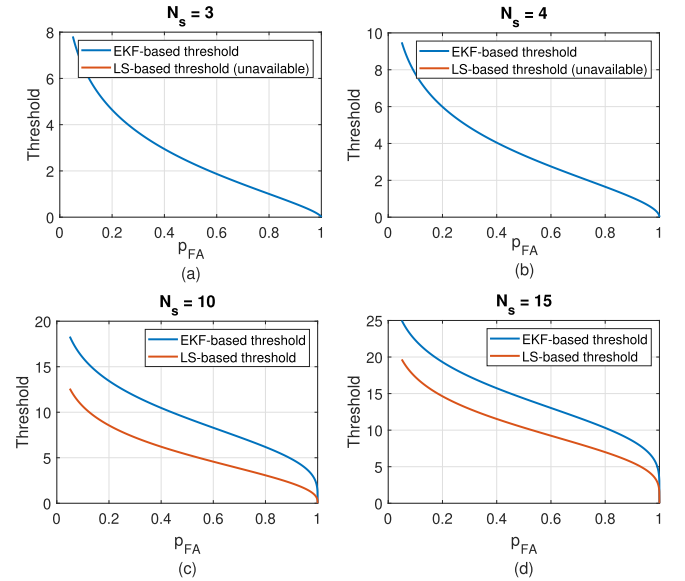 N_s = 3
8
6
4
2
0
Threshold
EKF-based threshold
LS-based threshold (unavailable)
0 0.2 0.4 0.6 0.8 1
p_FA
(a)
N_s = 4
10
8
6
4
2
0
Threshold
EKF-based threshold
LS-based threshold (unavailable)
0 0.2 0.4 0.6 0.8 1
p_FA
(b)
N_s = 10
20
15
10
5
0
Threshold
EKF-based threshold
LS-based threshold
0 0.2 0.4 0.6 0.8 1
p_FA
(c)
N_s = 15
25
20
15
10
5
0
Threshold
EKF-based threshold
LS-based threshold
0 0.2 0.4 0.6 0.8 1
p_FA
(d)